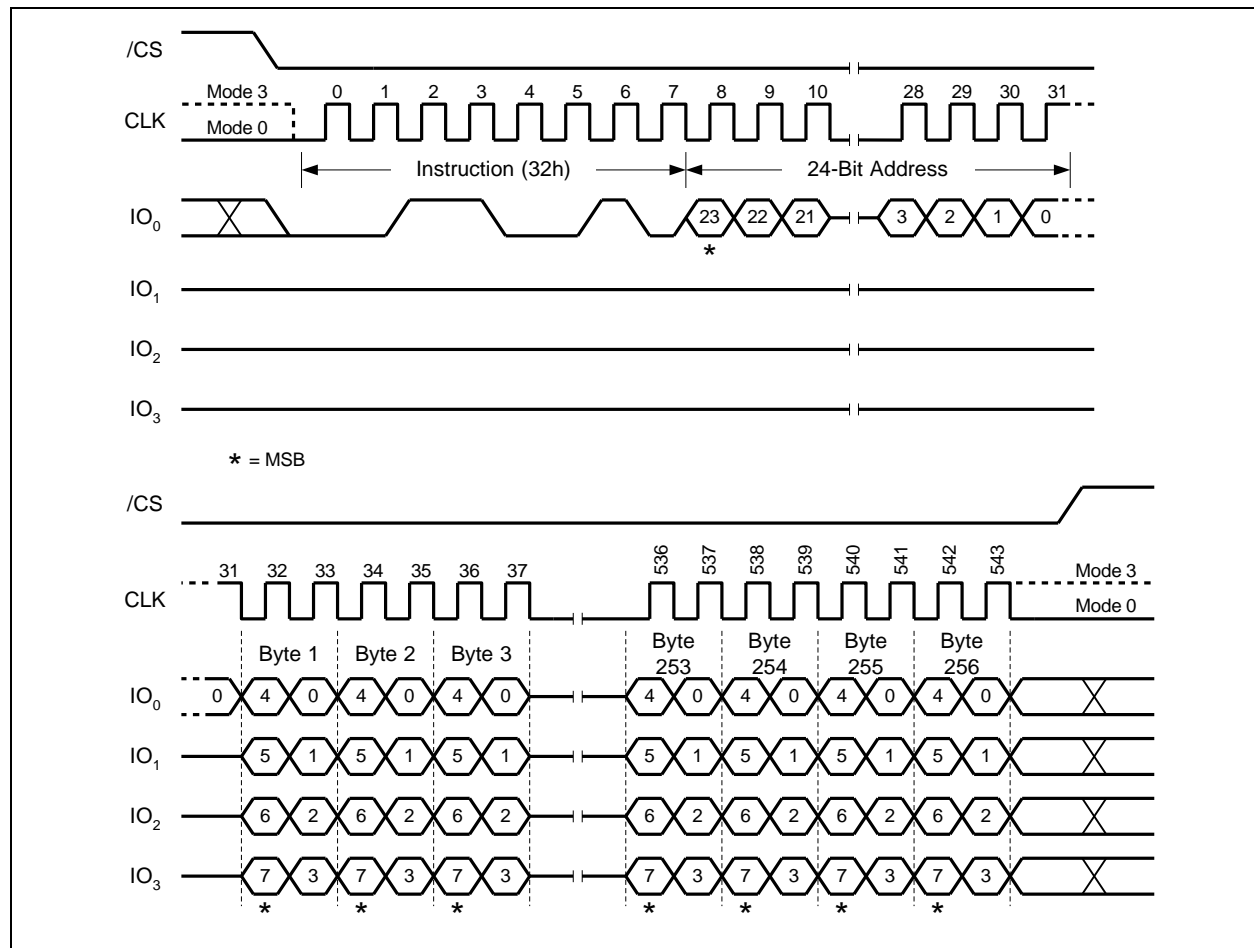 /CS
Mode 3 0 1 2 3 4 5 6 7 8 9 10 28 29 30 31
CLK
Mode 0
Instruction (32h) 24-Bit Address
IO0 23 22 21 3 2 1 0
*
IO1
IO2
IO3
* = MSB
/CS
536 537 538 539 540 541 542 543
31 32 33 34 35 36 37 Mode 3
CLK
Mode 0
Byte 1 Byte 2 Byte 3 Byte 253 Byte 254 Byte 255 Byte 256
IO0 0 4 0 4 0 4 0 4 0 4 0 4 0 4 0
IO1 5 1 5 1 5 1 5 1 5 1 5 1 5 1
IO2 6 2 6 2 6 2 6 2 6 2 6 2 6 2
IO3 7 3 7 3 7 3 7 3 7 3 7 3 7 3
* * * * * * *